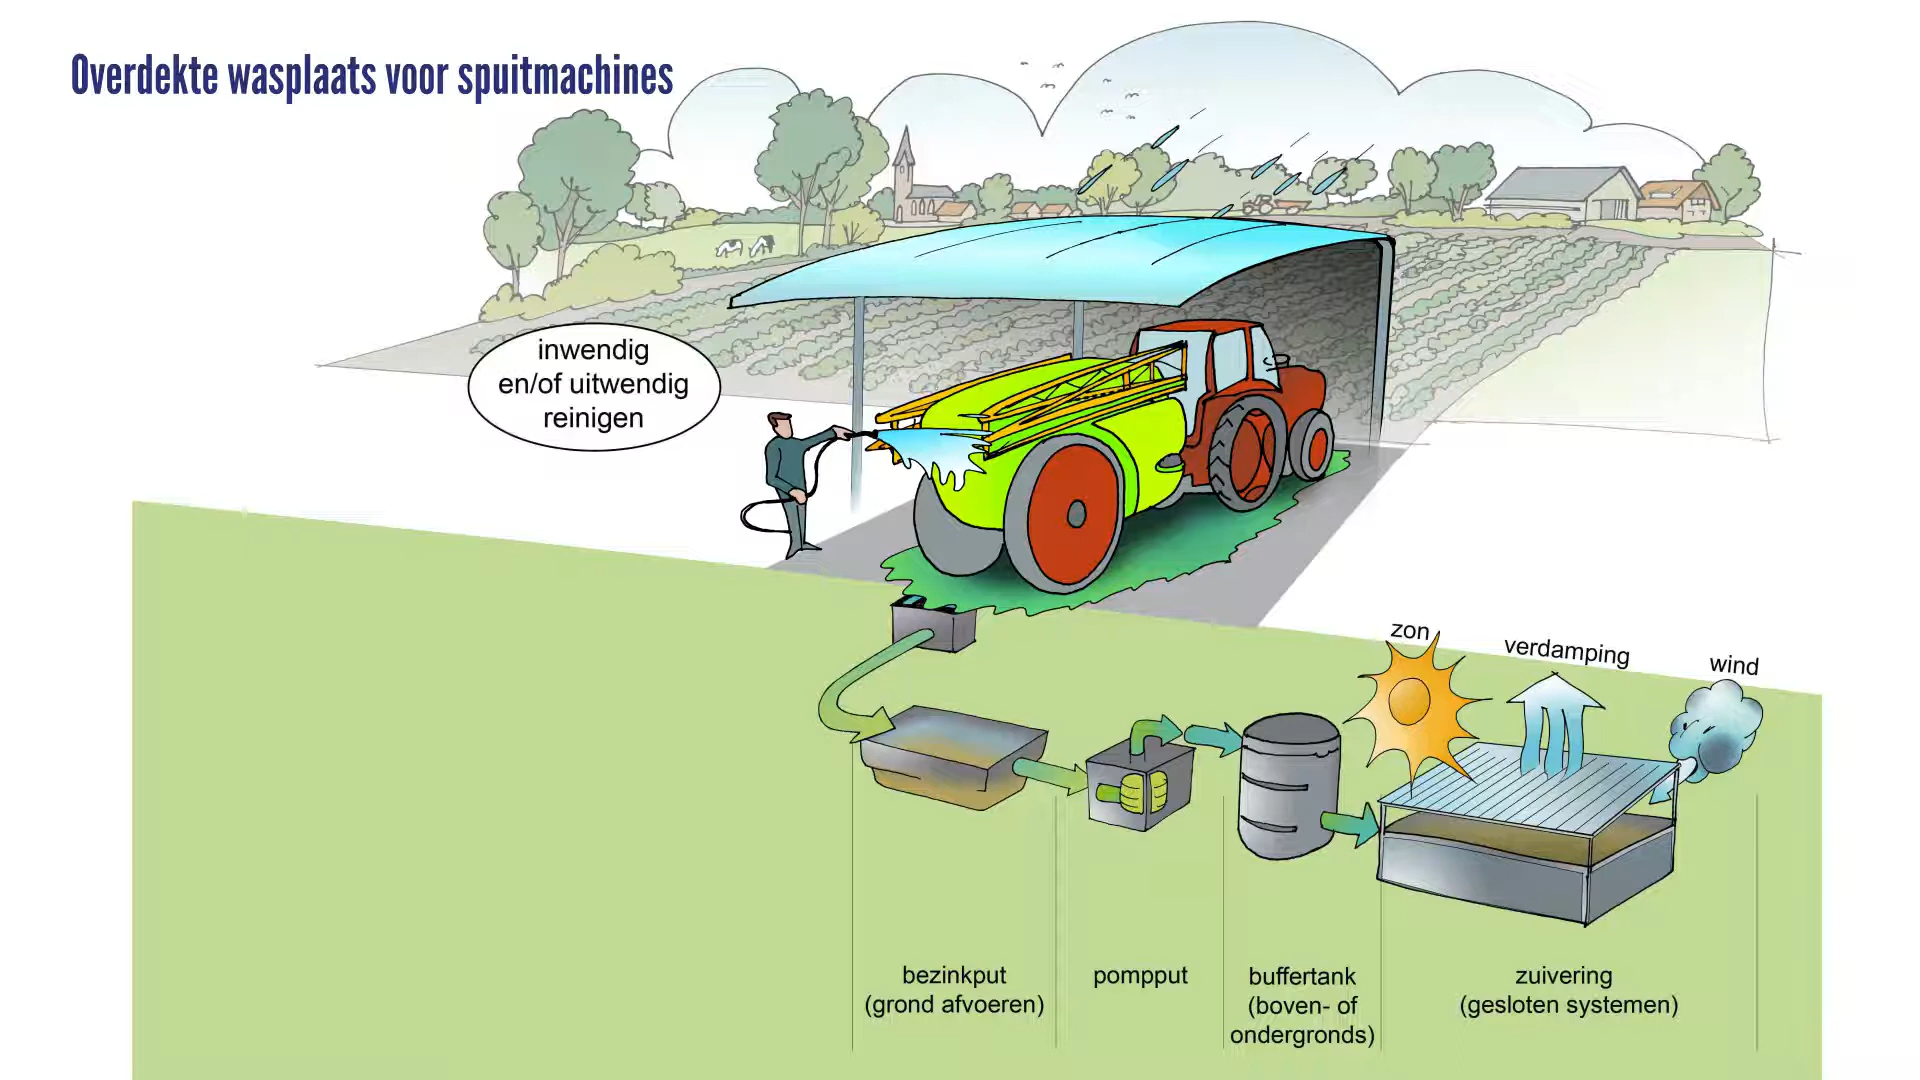 Overdekte wasplaats voor spuitmachines
inwendig
en/of uitwendig
reinigen
zon
verdamping
wind
bezinkput
(grond afvoeren)
pompput
buffertank
(boven- of
ondergronds)
zuivering
(gesloten systemen)